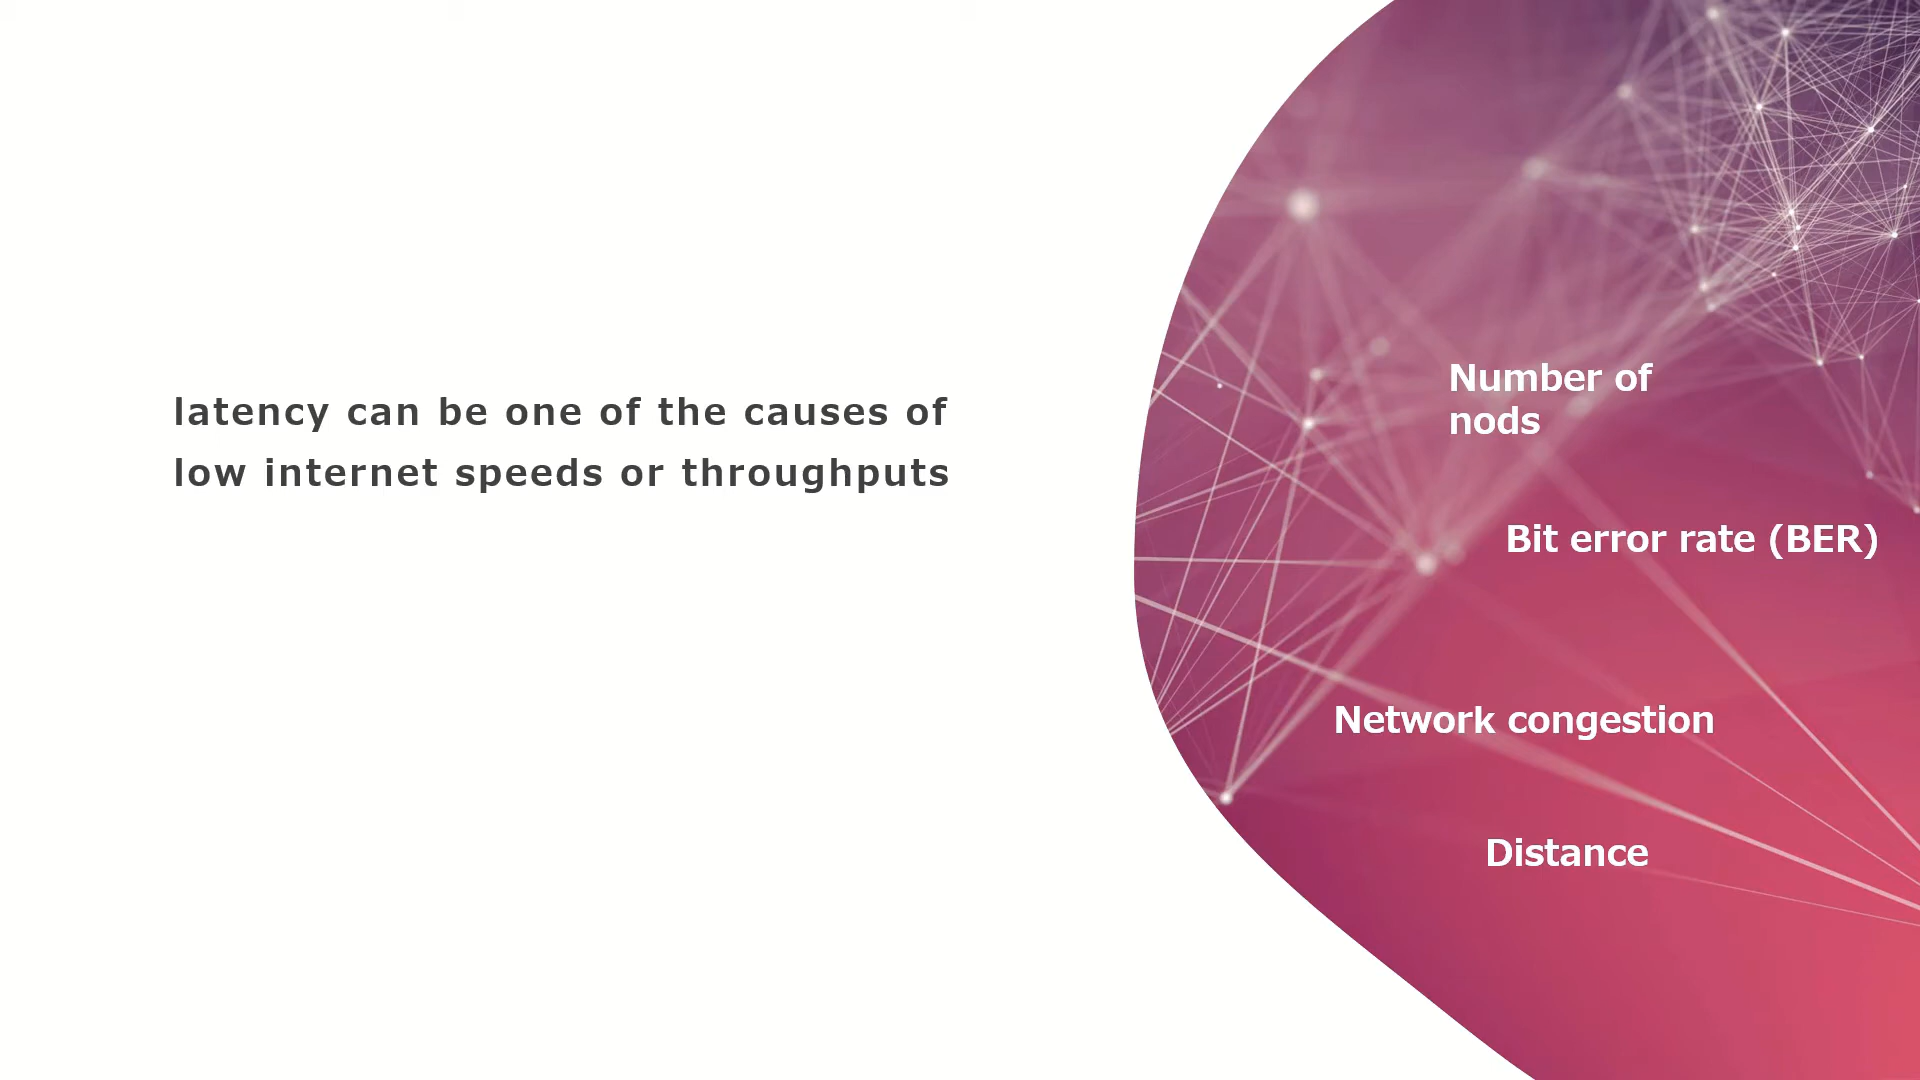 latency can be one of the causes of
low internet speeds or throughputs
Number of
nods
Bit error rate (BER)
Network congestion
Distance